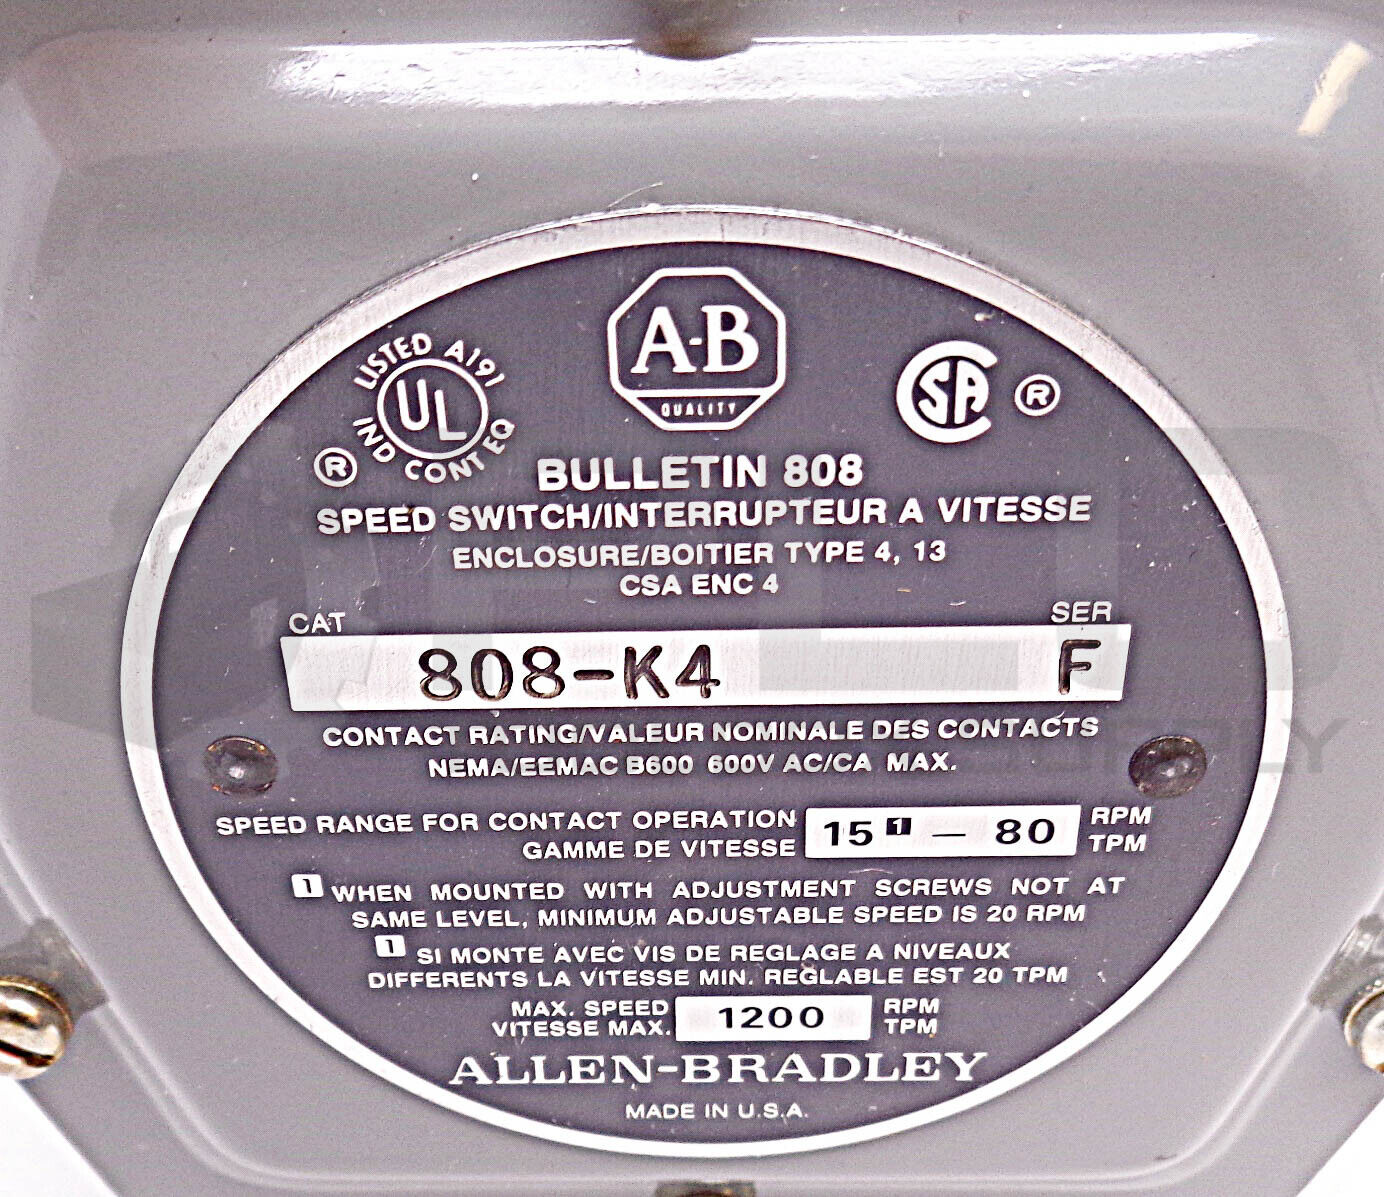 A-B
QUALITY
LISTED A191
UL
IND CONT EQ
®
CSA ®
BULLETIN 808
SPEED SWITCH/INTERRUPTEUR A VITESSE
ENCLOSURE/BOITIER TYPE 4, 13
CSA ENC 4
CAT SER
808-K4 F
CONTACT RATING/VALEUR NOMINALE DES CONTACTS
NEMA/EEMAC B600 600V AC/CA MAX.
SPEED RANGE FOR CONTACT OPERATION 15 1 — 80 RPM
GAMME DE VITESSE TPM
1 WHEN MOUNTED WITH ADJUSTMENT SCREWS NOT AT
SAME LEVEL, MINIMUM ADJUSTABLE SPEED IS 20 RPM
1 SI MONTE AVEC VIS DE REGLAGE A NIVEAUX
DIFFERENTS LA VITESSE MIN. REGLABLE EST 20 TPM
MAX. SPEED 1200 RPM
VITESSE MAX. TPM
ALLEN-BRADLEY
MADE IN U.S.A.